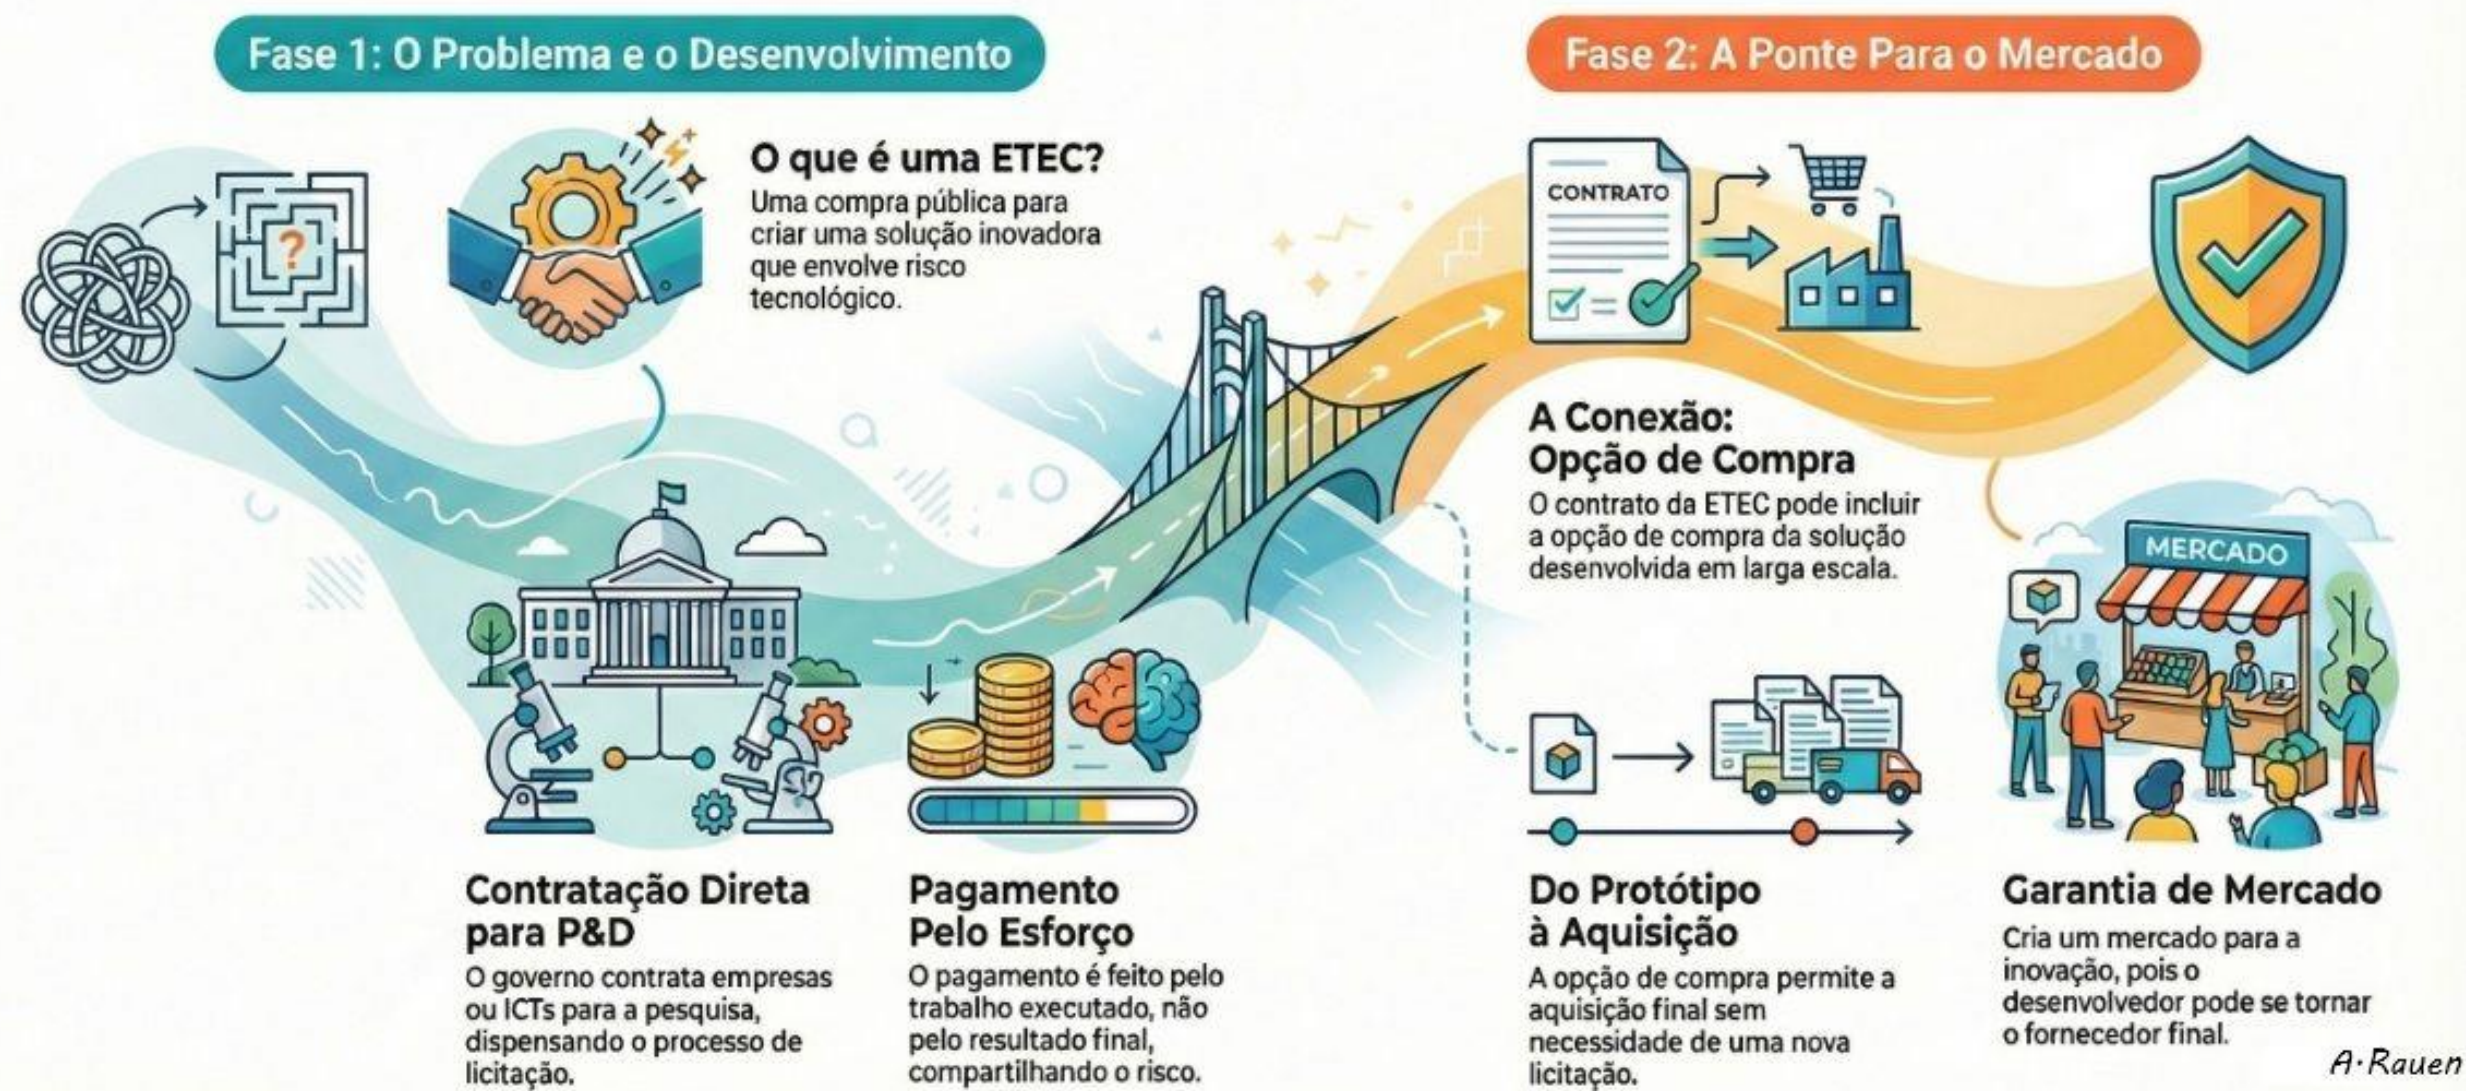 Fase 1: O Problema e o Desenvolvimento
Fase 2: A Ponte Para o Mercado
?
O que é uma ETEC?
Uma compra pública para
criar uma solução inovadora
que envolve risco
tecnológico.
Contratação Direta
para P&D
O governo contrata empresas
ou ICTs para a pesquisa,
dispensando o processo de
licitação.
Pagamento
Pelo Esforço
O pagamento é feito pelo
trabalho executado, não
pelo resultado final,
compartilhando o risco.
CONTRATO
A Conexão:
Opção de Compra
O contrato da ETEC pode incluir
a opção de compra da solução
desenvolvida em larga escala.
Do Protótipo
à Aquisição
A opção de compra permite a
aquisição final sem
necessidade de uma nova
licitação.
MERCADO
Garantia de Mercado
Cria um mercado para a
inovação, pois o
desenvolvedor pode se tornar
o fornecedor final.
A·Rauen